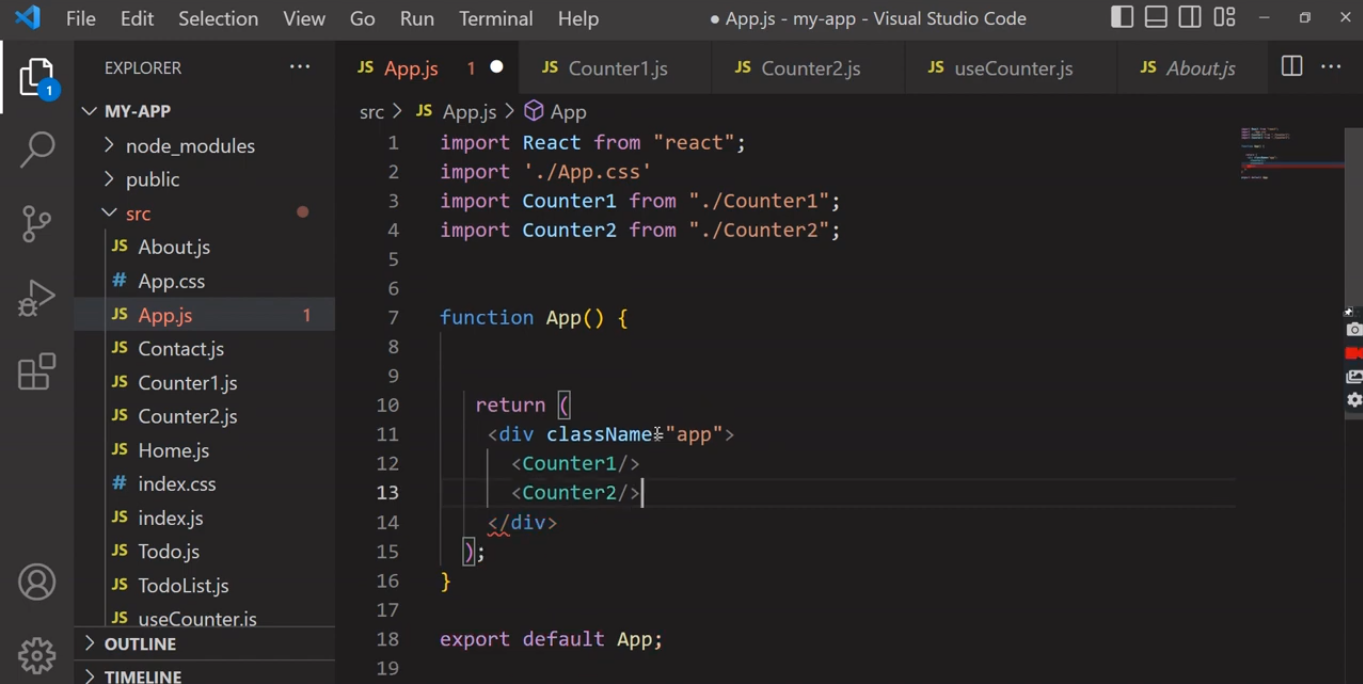 File Edit Selection View Go Run Terminal Help ● App.js - my-app - Visual Studio Code
EXPLORER ...
JS App.js 1 ● JS Counter1.js JS Counter2.js JS useCounter.js JS About.js ...
1
MY-APP
node_modules
public
src
JS About.js
# App.css
JS App.js 1
JS Contact.js
JS Counter1.js
JS Counter2.js
JS Home.js
# index.css
JS index.js
JS Todo.js
JS TodoList.js
JS useCounter.js
OUTLINE
TIMELINE
src > JS App.js > App
1 import React from "react";
2 import './App.css'
3 import Counter1 from "./Counter1";
4 import Counter2 from "./Counter2";
5
6
7 function App() {
8
9
10 return (
11 <div className="app">
12 <Counter1/>
13 <Counter2/>
14 </div>
15 );
16 }
17
18 export default App;
19